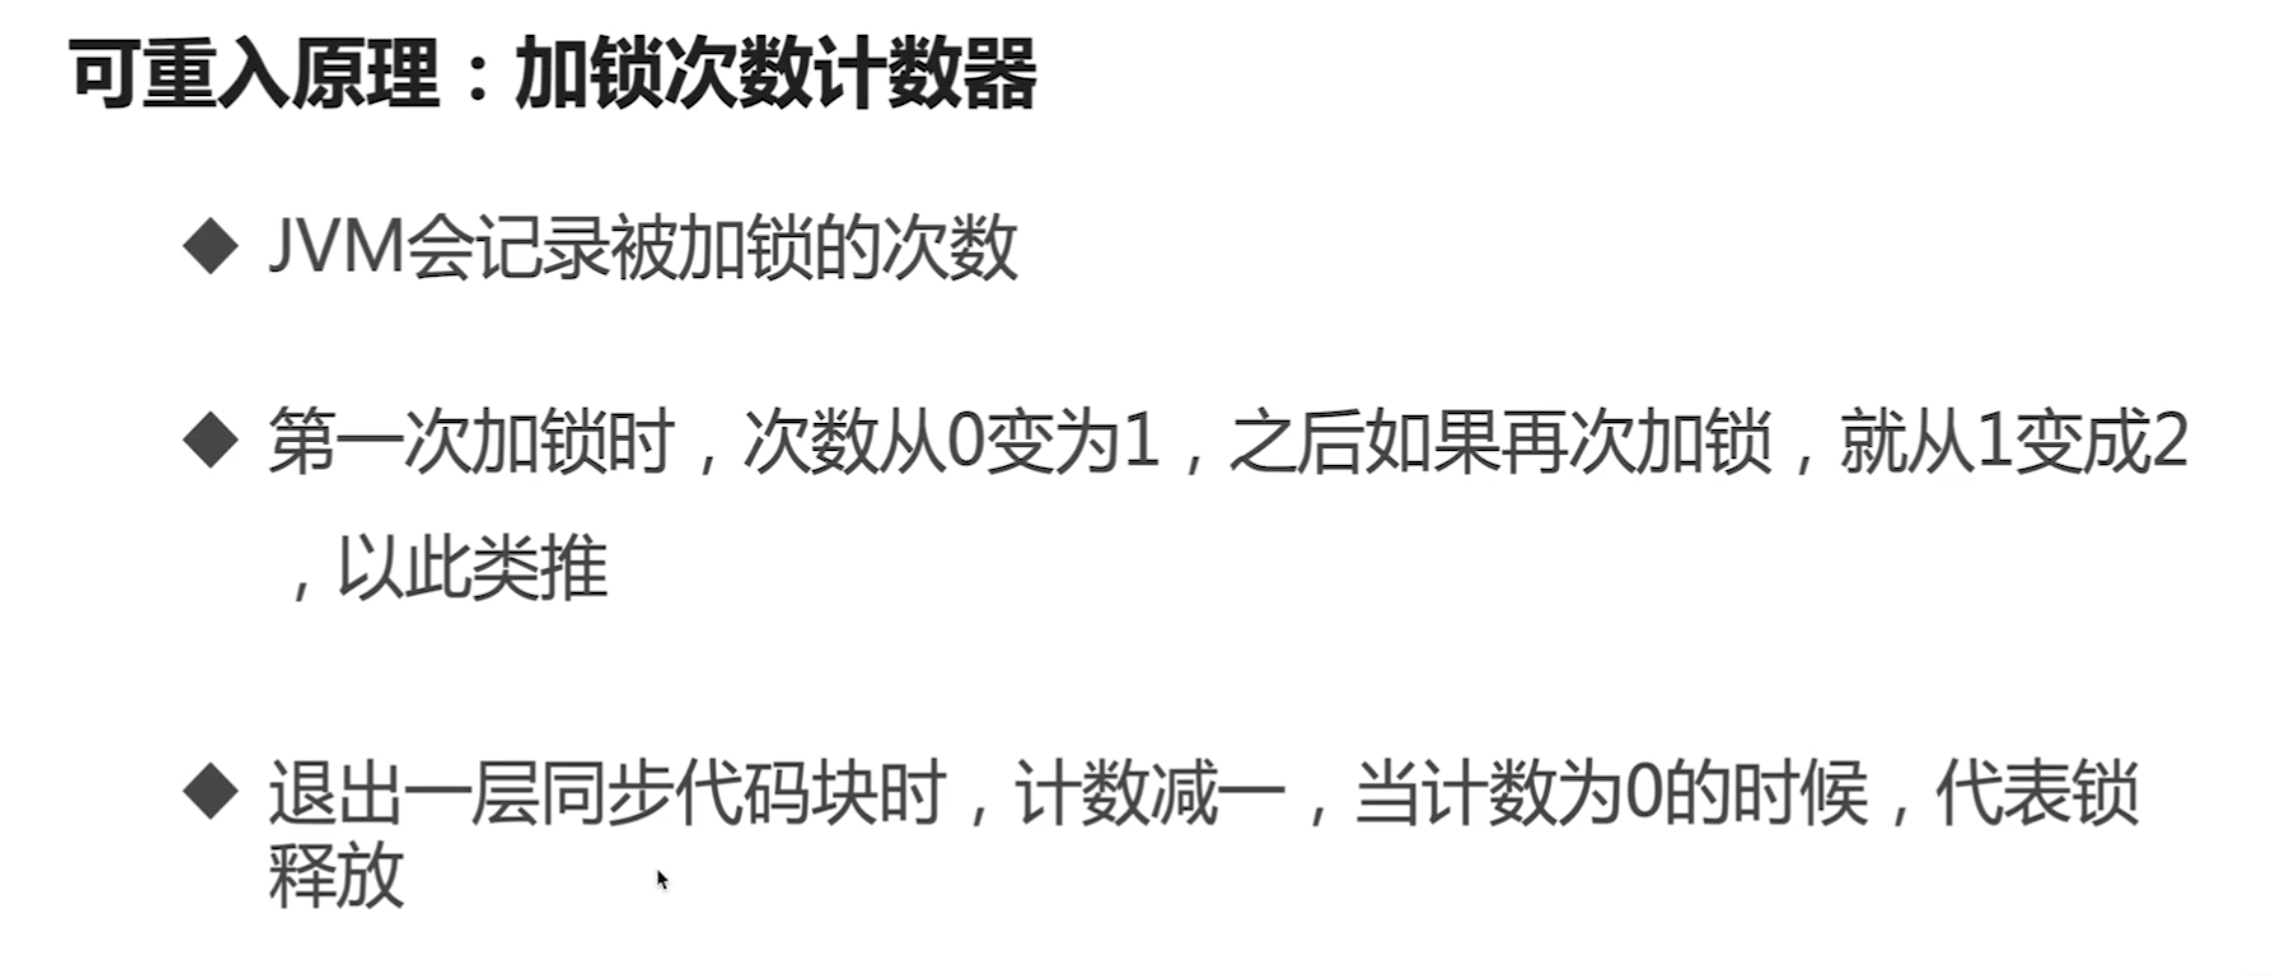 可重入原理：加锁次数计数器
◆ JVM会记录被加锁的次数
◆ 第一次加锁时，次数从0变为1，之后如果再次加锁，就从1变成2
，以此类推
◆ 退出一层同步代码块时，计数减一，当计数为0的时候，代表锁
释放